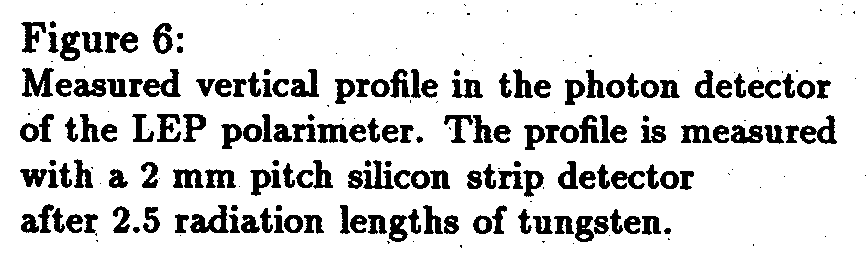 Figure 6:
Measured vertical profile in the photon detector
of the LEP polarimeter. The profile is measured
with a 2 mm pitch silicon strip detector
after 2.5 radiation lengths of tungsten.